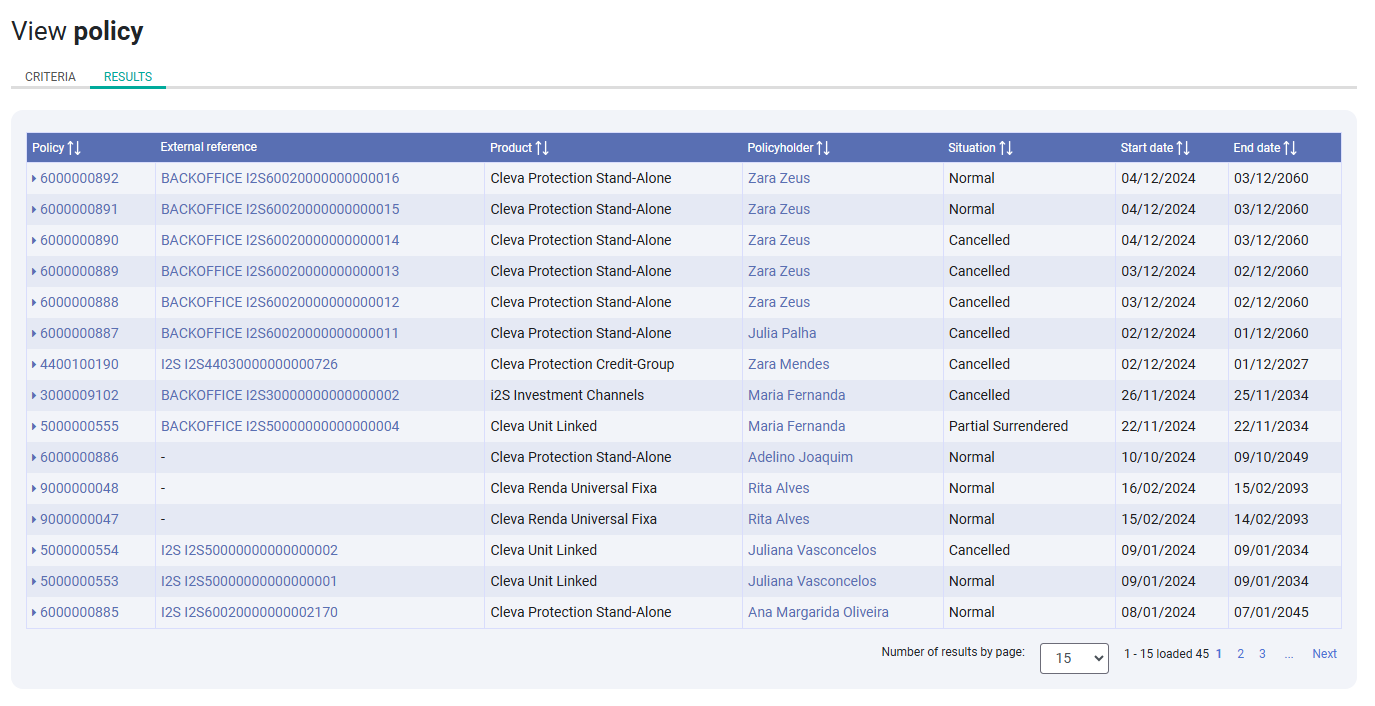 View policy
CRITERIA RESULTS
Policy External reference Product Policyholder Situation Start date End date
6000000892 BACKOFFICE I2S60020000000000016 Cleva Protection Stand-Alone Zara Zeus Normal 04/12/2024 03/12/2060
6000000891 BACKOFFICE I2S60020000000000015 Cleva Protection Stand-Alone Zara Zeus Normal 04/12/2024 03/12/2060
6000000890 BACKOFFICE I2S60020000000000014 Cleva Protection Stand-Alone Zara Zeus Cancelled 04/12/2024 03/12/2060
6000000889 BACKOFFICE I2S60020000000000013 Cleva Protection Stand-Alone Zara Zeus Cancelled 03/12/2024 02/12/2060
6000000888 BACKOFFICE I2S60020000000000012 Cleva Protection Stand-Alone Zara Zeus Cancelled 03/12/2024 02/12/2060
6000000887 BACKOFFICE I2S60020000000000011 Cleva Protection Stand-Alone Julia Palha Cancelled 02/12/2024 01/12/2060
4400100190 I2S I2S44030000000000726 Cleva Protection Credit-Group Zara Mendes Cancelled 02/12/2024 01/12/2027
3000009102 BACKOFFICE I2S30000000000000002 i2S Investment Channels Maria Fernanda Cancelled 26/11/2024 25/11/2034
5000000555 BACKOFFICE I2S50000000000000004 Cleva Unit Linked Maria Fernanda Partial Surrendered 22/11/2024 22/11/2034
6000000886 - Cleva Protection Stand-Alone Adelino Joaquim Normal 10/10/2024 09/10/2049
9000000048 - Cleva Renda Universal Fixa Rita Alves Normal 16/02/2024 15/02/2093
9000000047 - Cleva Renda Universal Fixa Rita Alves Normal 15/02/2024 14/02/2093
5000000554 I2S I2S50000000000000002 Cleva Unit Linked Juliana Vasconcelos Cancelled 09/01/2024 09/01/2034
5000000553 I2S I2S50000000000000001 Cleva Unit Linked Juliana Vasconcelos Normal 09/01/2024 09/01/2034
6000000885 I2S I2S60020000000002170 Cleva Protection Stand-Alone Ana Margarida Oliveira Normal 08/01/2024 07/01/2045
Number of results by page: 15 1 - 15 loaded 45 1 2 3 ... Next